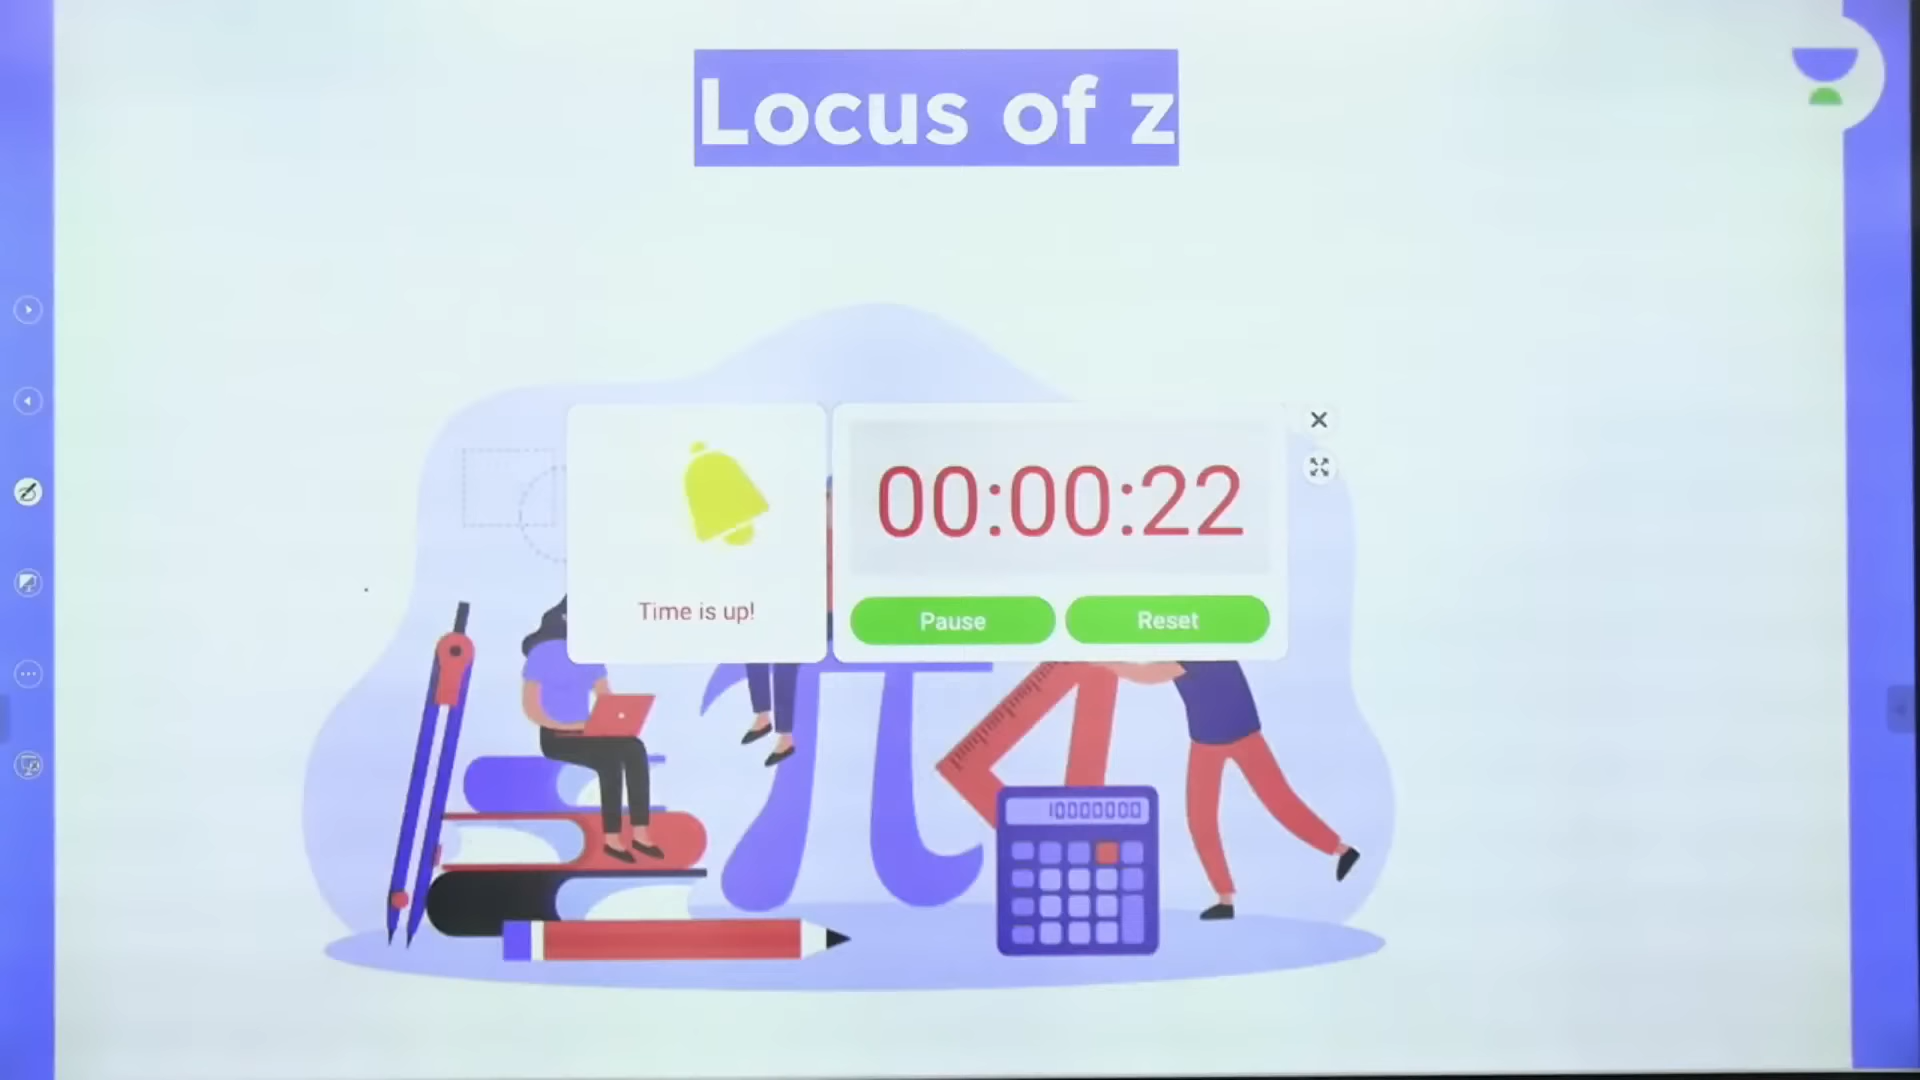 Locus of z
00:00:22
Time is up!
Pause
Reset
10000000